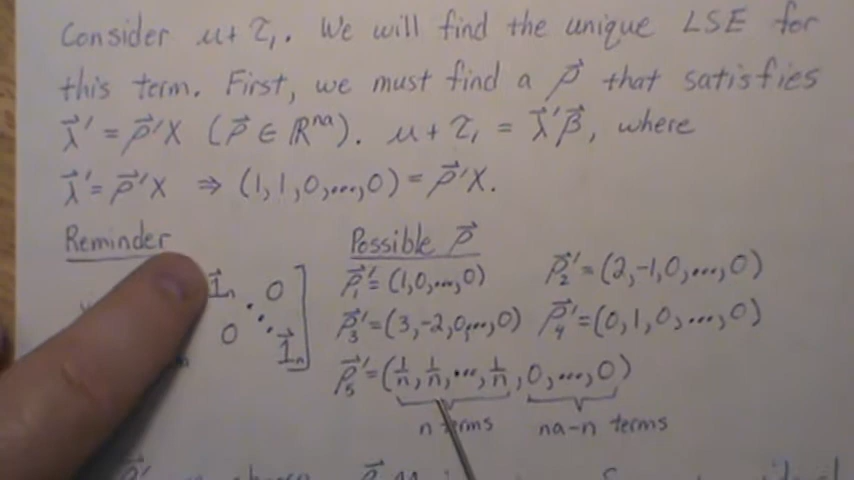 Consider μ+τ₁. We will find the unique LSE for
this term. First, we must find a ρ⃗ that satisfies
λ⃗' = ρ⃗'X (ρ⃗ ∈ ℝⁿᵃ). μ+τ₁ = λ⃗'β⃗, where
λ⃗' = ρ⃗'X ⇒ (1,1,0,...,0) = ρ⃗'X.
Reminder Possible ρ⃗
1⃗ₙ 0 ρ⃗₁' = (1,0,...,0) ρ⃗₂' = (2,-1,0,...,0)
0 1⃗ₙ ρ⃗₃' = (3,-2,0,...,0) ρ⃗₄' = (0,1,0,...,0)
ρ⃗₅' = (1/n, 1/n, ..., 1/n, 0,...,0)
n terms na-n terms